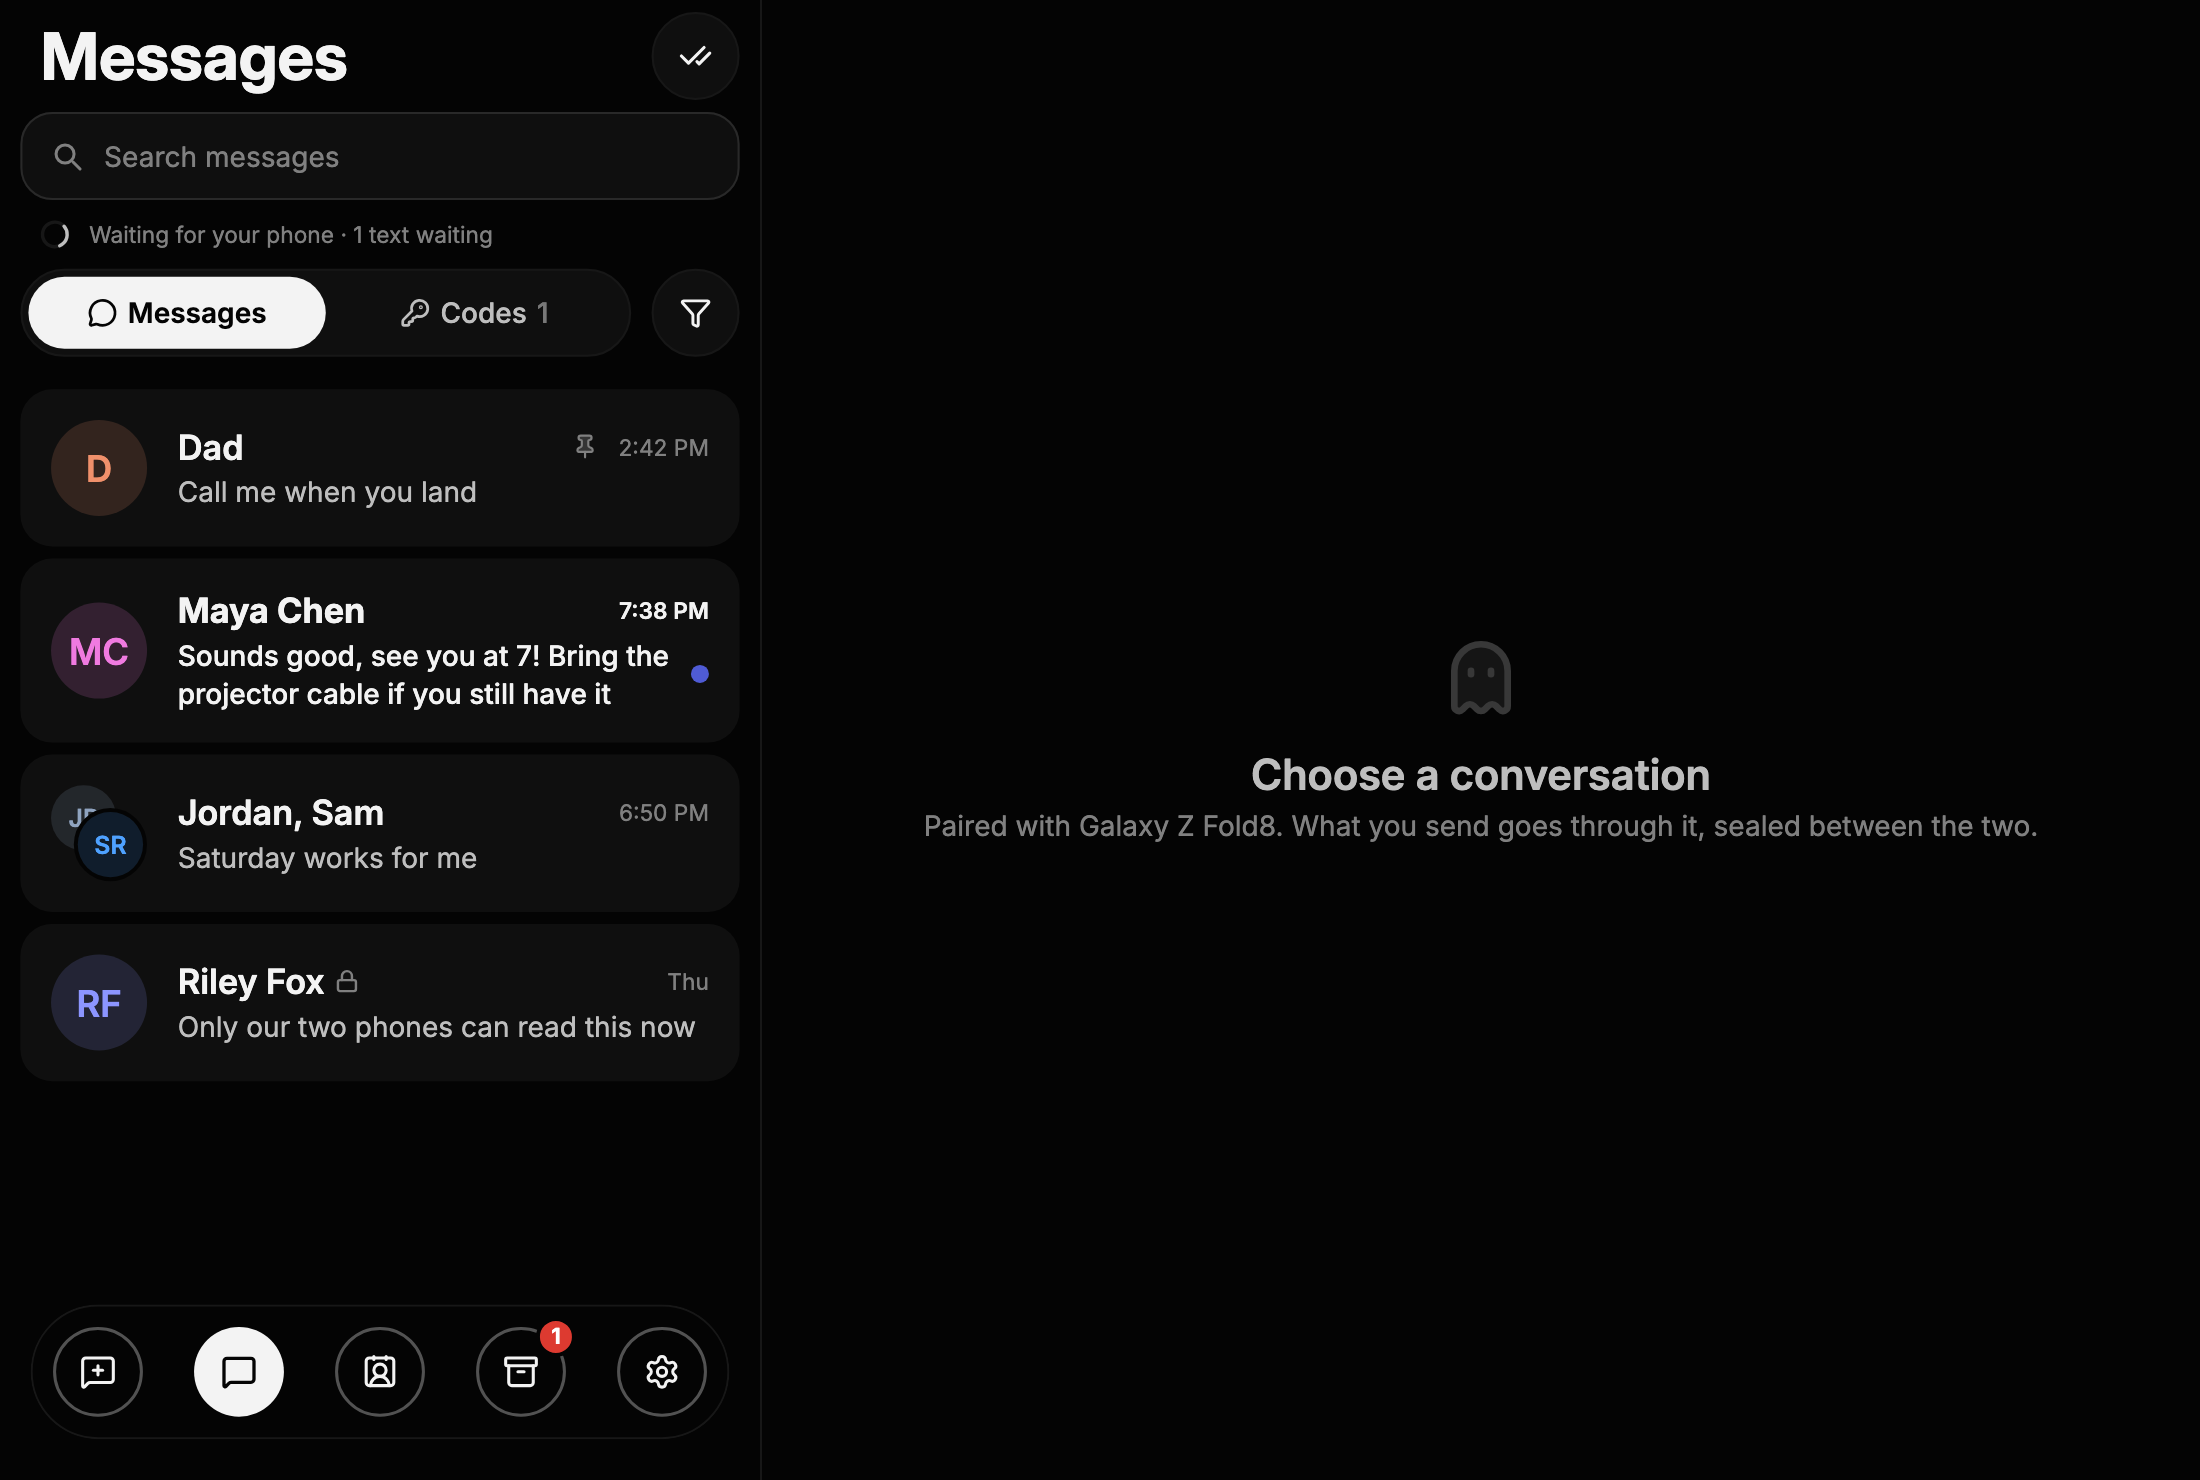 Messages
Search messages
Waiting for your phone · 1 text waiting
Messages
Codes 1
D
Dad
2:42 PM
Call me when you land
MC
Maya Chen
7:38 PM
Sounds good, see you at 7! Bring the
projector cable if you still have it
SR
Jordan, Sam
6:50 PM
Saturday works for me
RF
Riley Fox
Thu
Only our two phones can read this now
1
Choose a conversation
Paired with Galaxy Z Fold8. What you send goes through it, sealed between the two.